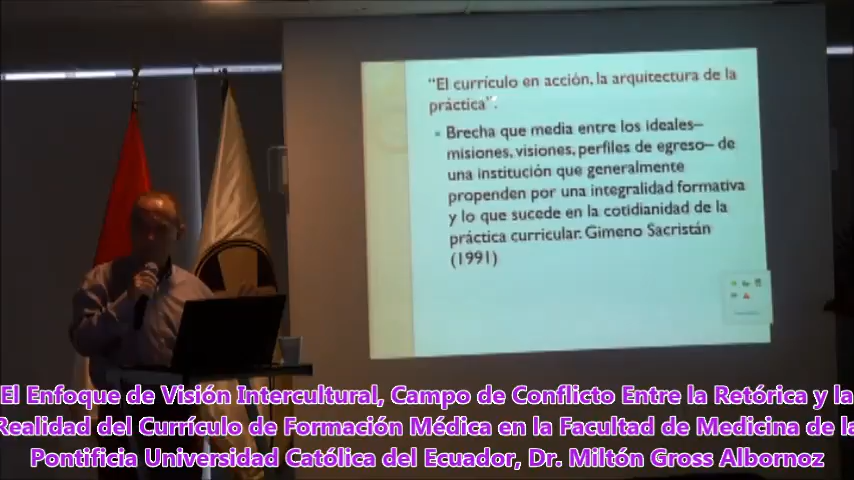 "El currículo en acción, la arquitectura de la
práctica".
Brecha que media entre los ideales–
misiones, visiones, perfiles de egreso– de
una institución que generalmente
propenden por una integralidad formativa
y lo que sucede en la cotidianidad de la
práctica curricular. Gimeno Sacristán
(1991)
El Enfoque de Visión Intercultural, Campo de Conflicto Entre la Retórica y la
Realidad del Currículo de Formación Médica en la Facultad de Medicina de la
Pontificia Universidad Católica del Ecuador, Dr. Miltón Gross Albornoz